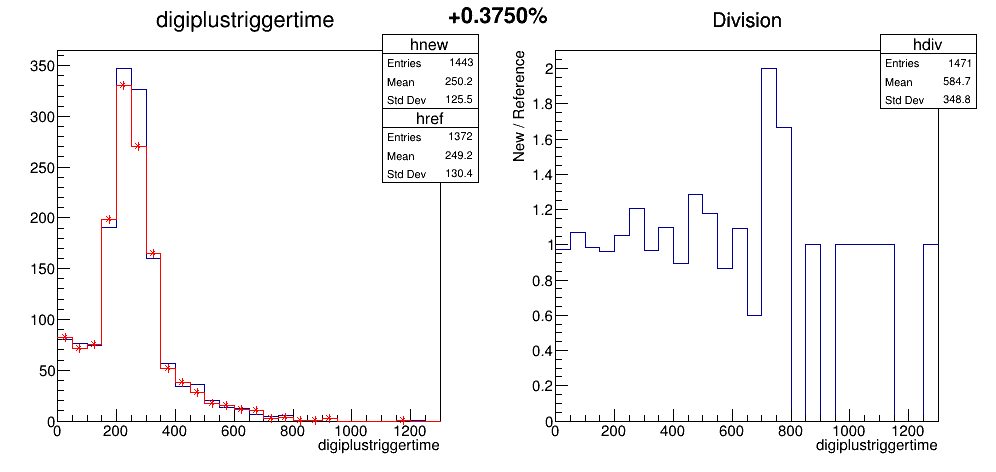 digiplustriggertime
+0.3750%
Division
hnew
Entries 1443
Mean 250.2
Std Dev 125.5
href
Entries 1372
Mean 249.2
Std Dev 130.4
350
300
250
200
150
100
50
0
0 200 400 600 800 1000 1200
digiplustriggertime
hdiv
Entries 1471
Mean 584.7
Std Dev 348.8
New / Reference
2
1.8
1.6
1.4
1.2
1
0.8
0.6
0.4
0.2
0
0 200 400 600 800 1000 1200
digiplustriggertime